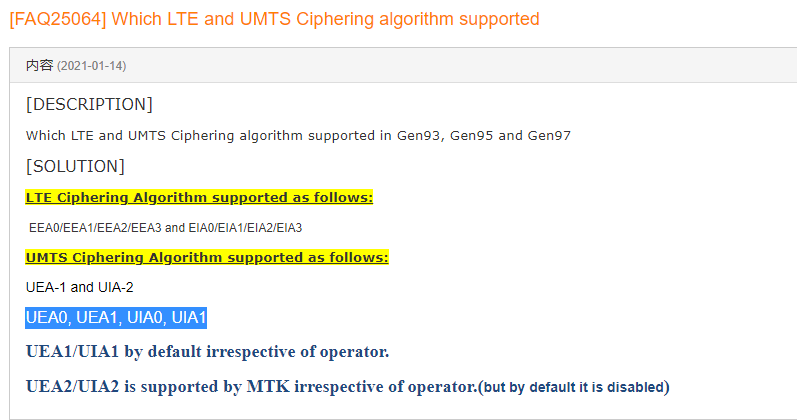 [FAQ25064] Which LTE and UMTS Ciphering algorithm supported
内容 (2021-01-14)
[DESCRIPTION]
Which LTE and UMTS Ciphering algorithm supported in Gen93, Gen95 and Gen97
[SOLUTION]
LTE Ciphering Algorithm supported as follows:
EEA0/EEA1/EEA2/EEA3 and EIA0/EIA1/EIA2/EIA3
UMTS Ciphering Algorithm supported as follows:
UEA-1 and UIA-2
UEA0, UEA1, UIA0, UIA1
UEA1/UIA1 by default irrespective of operator.
UEA2/UIA2 is supported by MTK irrespective of operator.(but by default it is disabled)